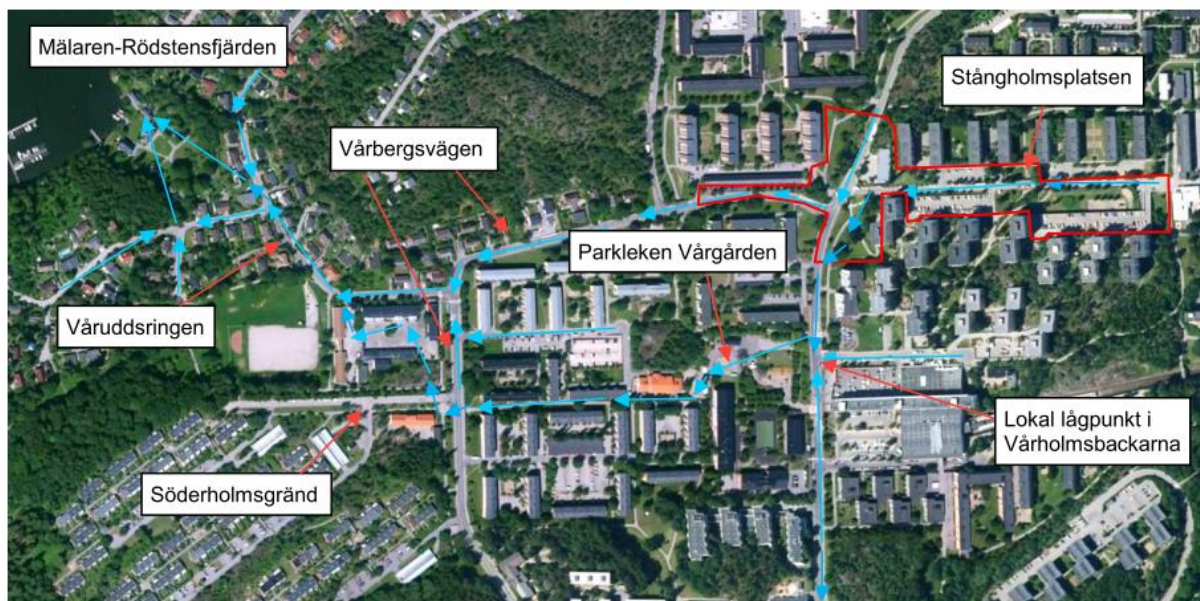 Mälaren-Rödstensfjärden
Stångholmsplatsen
Vårbergsvägen
Parkleken Vårgården
Våruddsringen
Lokal lågpunkt i
Vårholmsbackarna
Söderholmsgränd